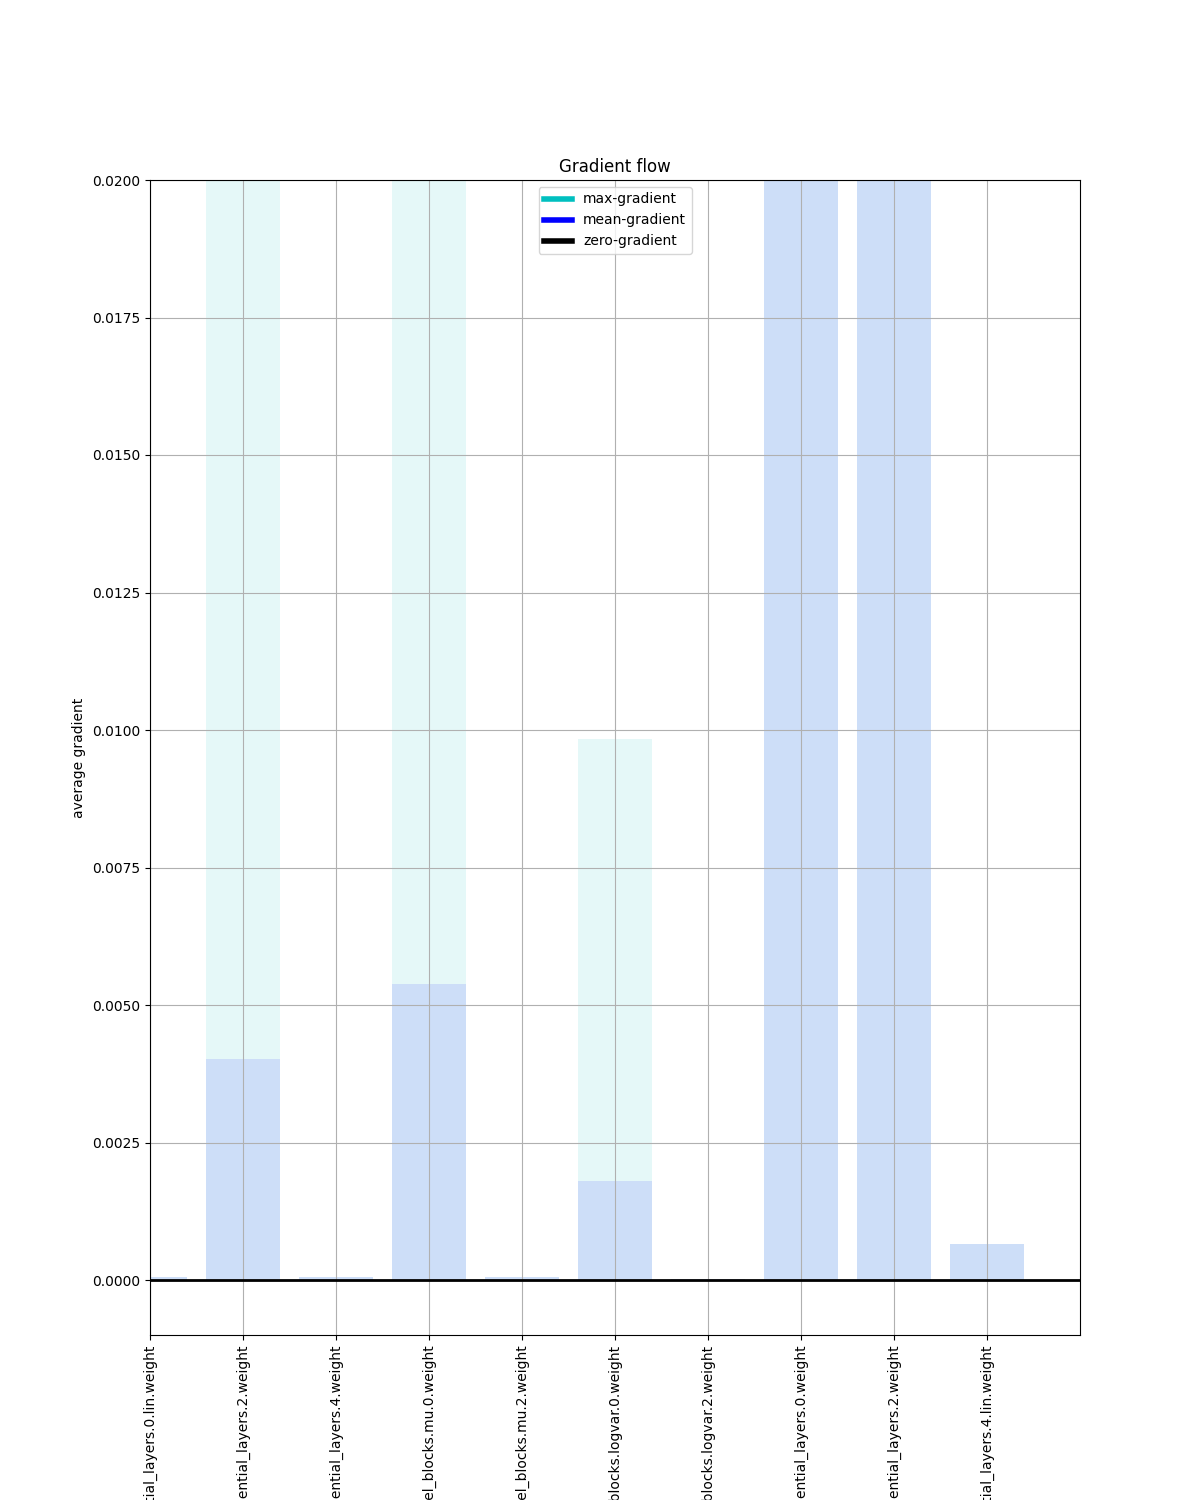 Gradient flow
max-gradient
mean-gradient
zero-gradient
0.0200
0.0175
0.0150
0.0125
0.0100
0.0075
0.0050
0.0025
0.0000
average gradient
tial_layers.0.lin.weight
ential_layers.2.weight
ential_layers.4.weight
el_blocks.mu.0.weight
el_blocks.mu.2.weight
blocks.logvar.0.weight
blocks.logvar.2.weight
ential_layers.0.weight
ential_layers.2.weight
tial_layers.4.lin.weight